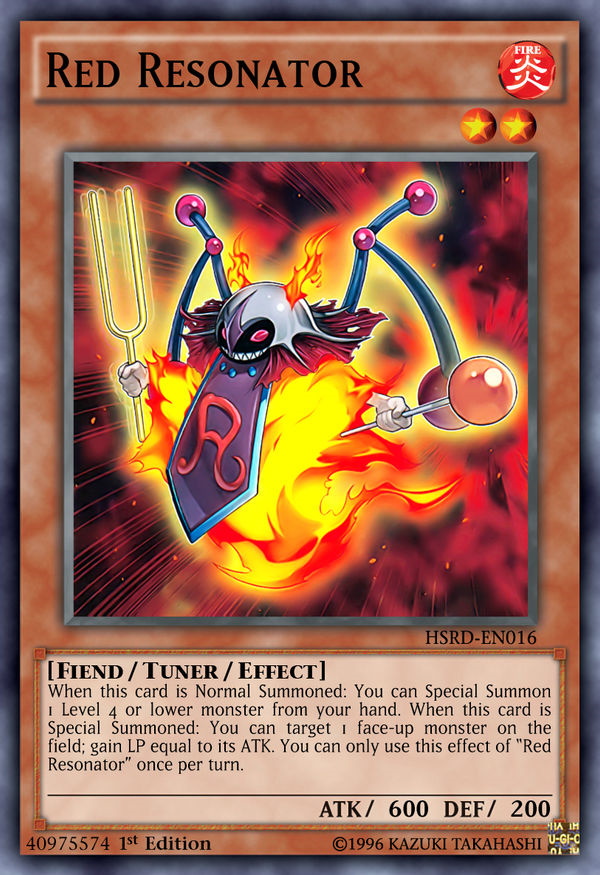 Red Resonator
FIRE
炎
R
HSRD-EN016
[Fiend / Tuner / Effect]
When this card is Normal Summoned: You can Special Summon
1 Level 4 or lower monster from your hand. When this card is
Special Summoned: You can target 1 face-up monster on the
field; gain LP equal to its ATK. You can only use this effect of “Red
Resonator” once per turn.
ATK/ 600 DEF/ 200
40975574 1st Edition ©1996 KAZUKI TAKAHASHI